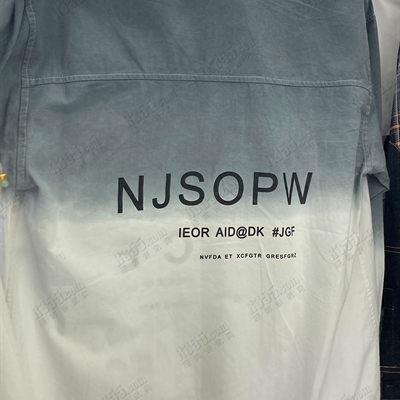 NJSOPW
IEOR AID@DK #JGF
NVFDA ET XCFGTR GRESFGRZ